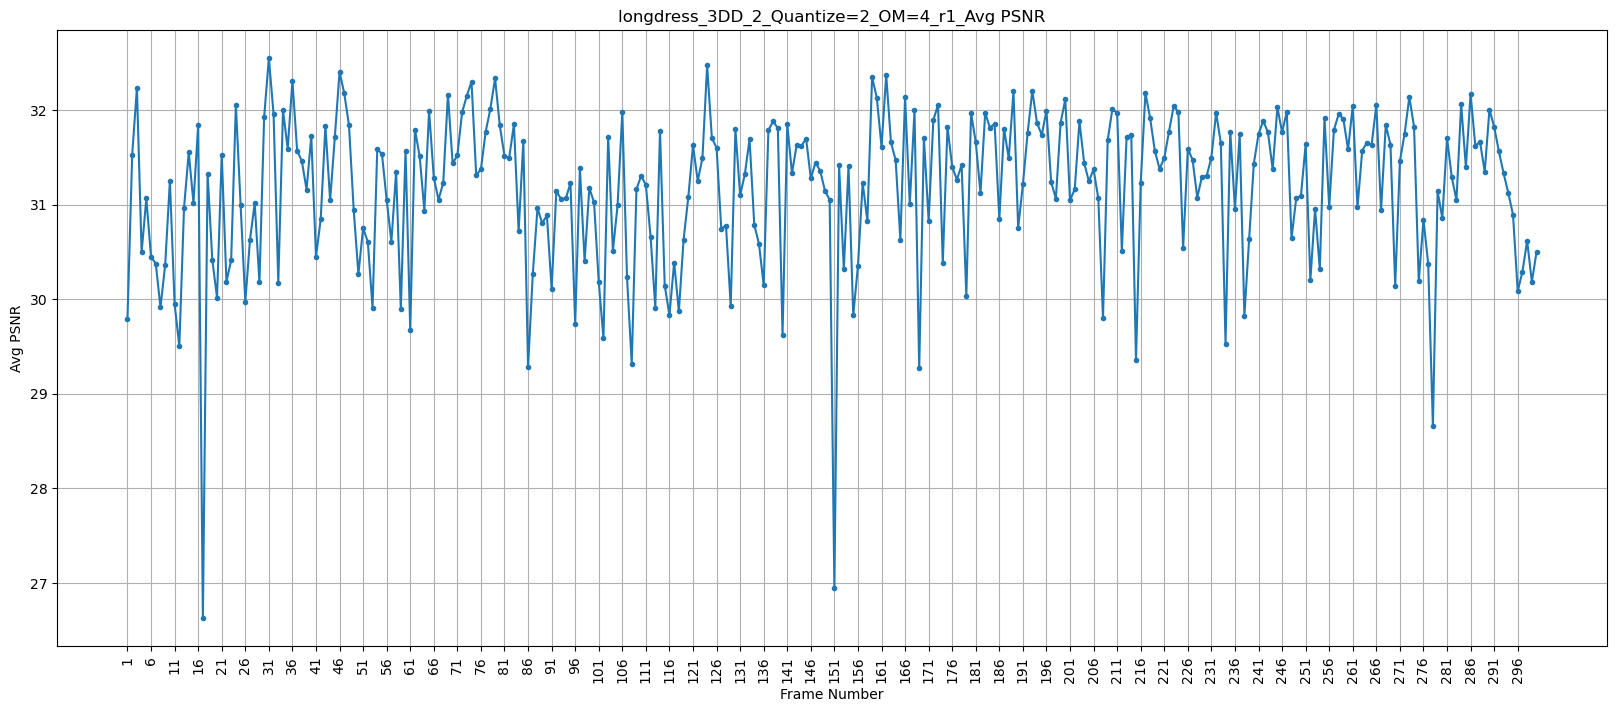 longdress_3DD_2_Quantize=2_OM=4_r1_Avg PSNR
Avg PSNR
32
31
30
29
28
27
1 6 11 16 21 26 31 36 41 46 51 56 61 66 71 76 81 86 91 96 101 106 111 116 121 126 131 136 141 146 151 156 161 166 171 176 181 186 191 196 201 206 211 216 221 226 231 236 241 246 251 256 261 266 271 276 281 286 291 296
Frame Number